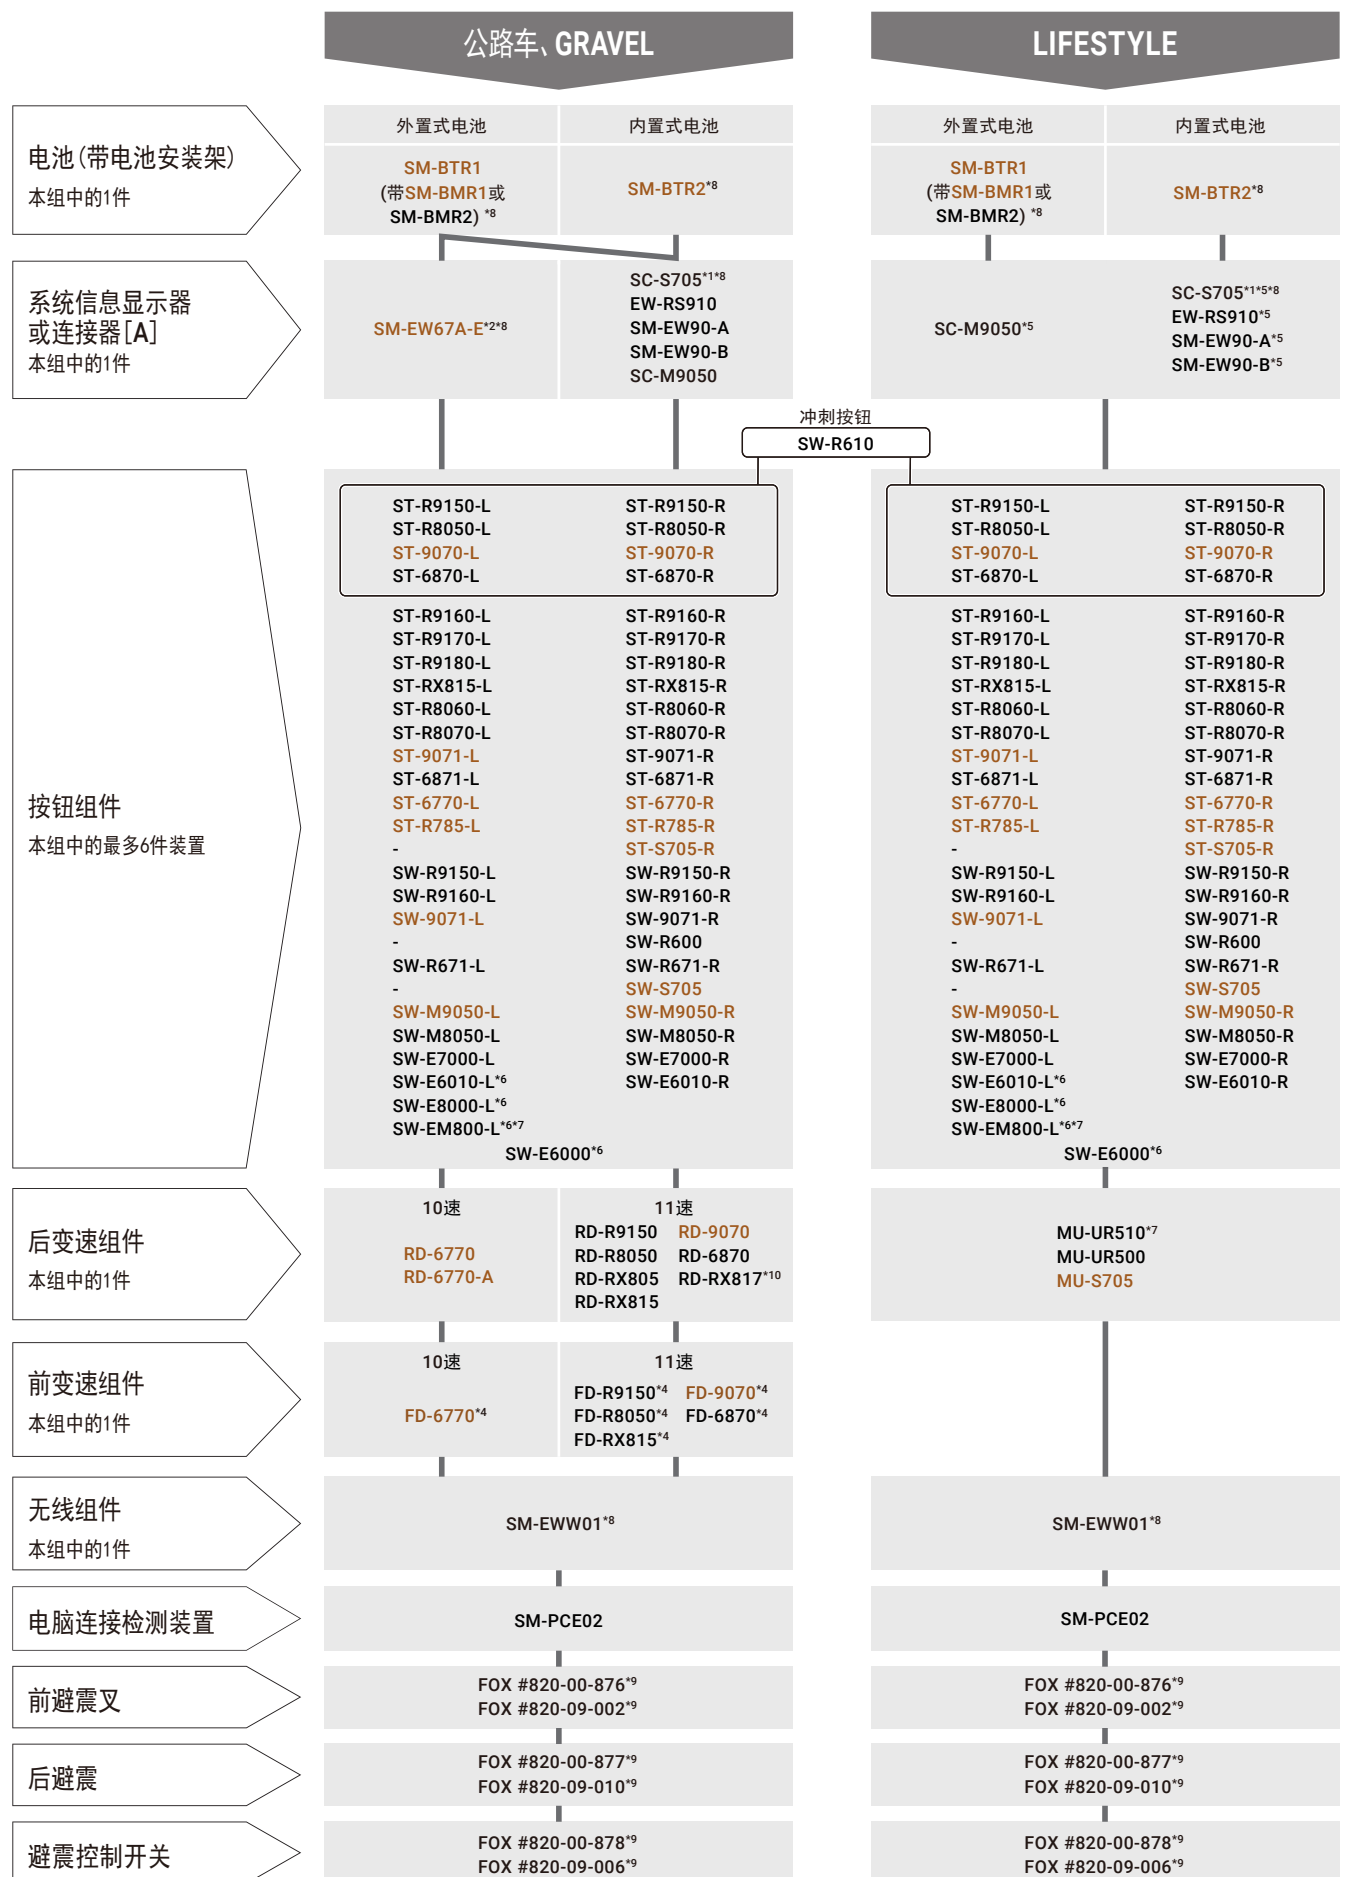 公路车、GRAVEL
LIFESTYLE
电池（带电池安装架）
本组中的1件
外置式电池
内置式电池
SM-BTR1
(带SM-BMR1或
SM-BMR2) *8
SM-BTR2*8
外置式电池
内置式电池
SM-BTR1
(带SM-BMR1或
SM-BMR2) *8
SM-BTR2*8
系统信息显示器
或连接器[A]
本组中的1件
SM-EW67A-E*2*8
SC-S705*1*8
EW-RS910
SM-EW90-A
SM-EW90-B
SC-M9050
SC-M9050*5
SC-S705*1*5*8
EW-RS910*5
SM-EW90-A*5
SM-EW90-B*5
冲刺按钮
SW-R610
按钮组件
本组中的最多6件装置
ST-R9150-L ST-R9150-R
ST-R8050-L ST-R8050-R
ST-9070-L ST-9070-R
ST-6870-L ST-6870-R
ST-R9160-L ST-R9160-R
ST-R9170-L ST-R9170-R
ST-R9180-L ST-R9180-R
ST-RX815-L ST-RX815-R
ST-R8060-L ST-R8060-R
ST-R8070-L ST-R8070-R
ST-9071-L ST-9071-R
ST-6871-L ST-6871-R
ST-6770-L ST-6770-R
ST-R785-L ST-R785-R
- ST-S705-R
SW-R9150-L SW-R9150-R
SW-R9160-L SW-R9160-R
SW-9071-L SW-9071-R
- SW-R600
SW-R671-L SW-R671-R
- SW-S705
SW-M9050-L SW-M9050-R
SW-M8050-L SW-M8050-R
SW-E7000-L SW-E7000-R
SW-E6010-L*6 SW-E6010-R
SW-E8000-L*6
SW-EM800-L*6*7
SW-E6000*6
ST-R9150-L ST-R9150-R
ST-R8050-L ST-R8050-R
ST-9070-L ST-9070-R
ST-6870-L ST-6870-R
ST-R9160-L ST-R9160-R
ST-R9170-L ST-R9170-R
ST-R9180-L ST-R9180-R
ST-RX815-L ST-RX815-R
ST-R8060-L ST-R8060-R
ST-R8070-L ST-R8070-R
ST-9071-L ST-9071-R
ST-6871-L ST-6871-R
ST-6770-L ST-6770-R
ST-R785-L ST-R785-R
- ST-S705-R
SW-R9150-L SW-R9150-R
SW-R9160-L SW-R9160-R
SW-9071-L SW-9071-R
- SW-R600
SW-R671-L SW-R671-R
- SW-S705
SW-M9050-L SW-M9050-R
SW-M8050-L SW-M8050-R
SW-E7000-L SW-E7000-R
SW-E6010-L*6 SW-E6010-R
SW-E8000-L*6
SW-EM800-L*6*7
SW-E6000*6
后变速组件
本组中的1件
10速
RD-6770
RD-6770-A
11速
RD-R9150 RD-9070
RD-R8050 RD-6870
RD-RX805 RD-RX817*10
RD-RX815
MU-UR510*7
MU-UR500
MU-S705
前变速组件
本组中的1件
10速
FD-6770*4
11速
FD-R9150*4 FD-9070*4
FD-R8050*4 FD-6870*4
FD-RX815*4
无线组件
本组中的1件
SM-EWW01*8
SM-EWW01*8
电脑连接检测装置
SM-PCE02
SM-PCE02
前避震叉
FOX #820-00-876*9
FOX #820-09-002*9
FOX #820-00-876*9
FOX #820-09-002*9
后避震
FOX #820-00-877*9
FOX #820-09-010*9
FOX #820-00-877*9
FOX #820-09-010*9
避震控制开关
FOX #820-00-878*9
FOX #820-09-006*9
FOX #820-00-878*9
FOX #820-09-006*9